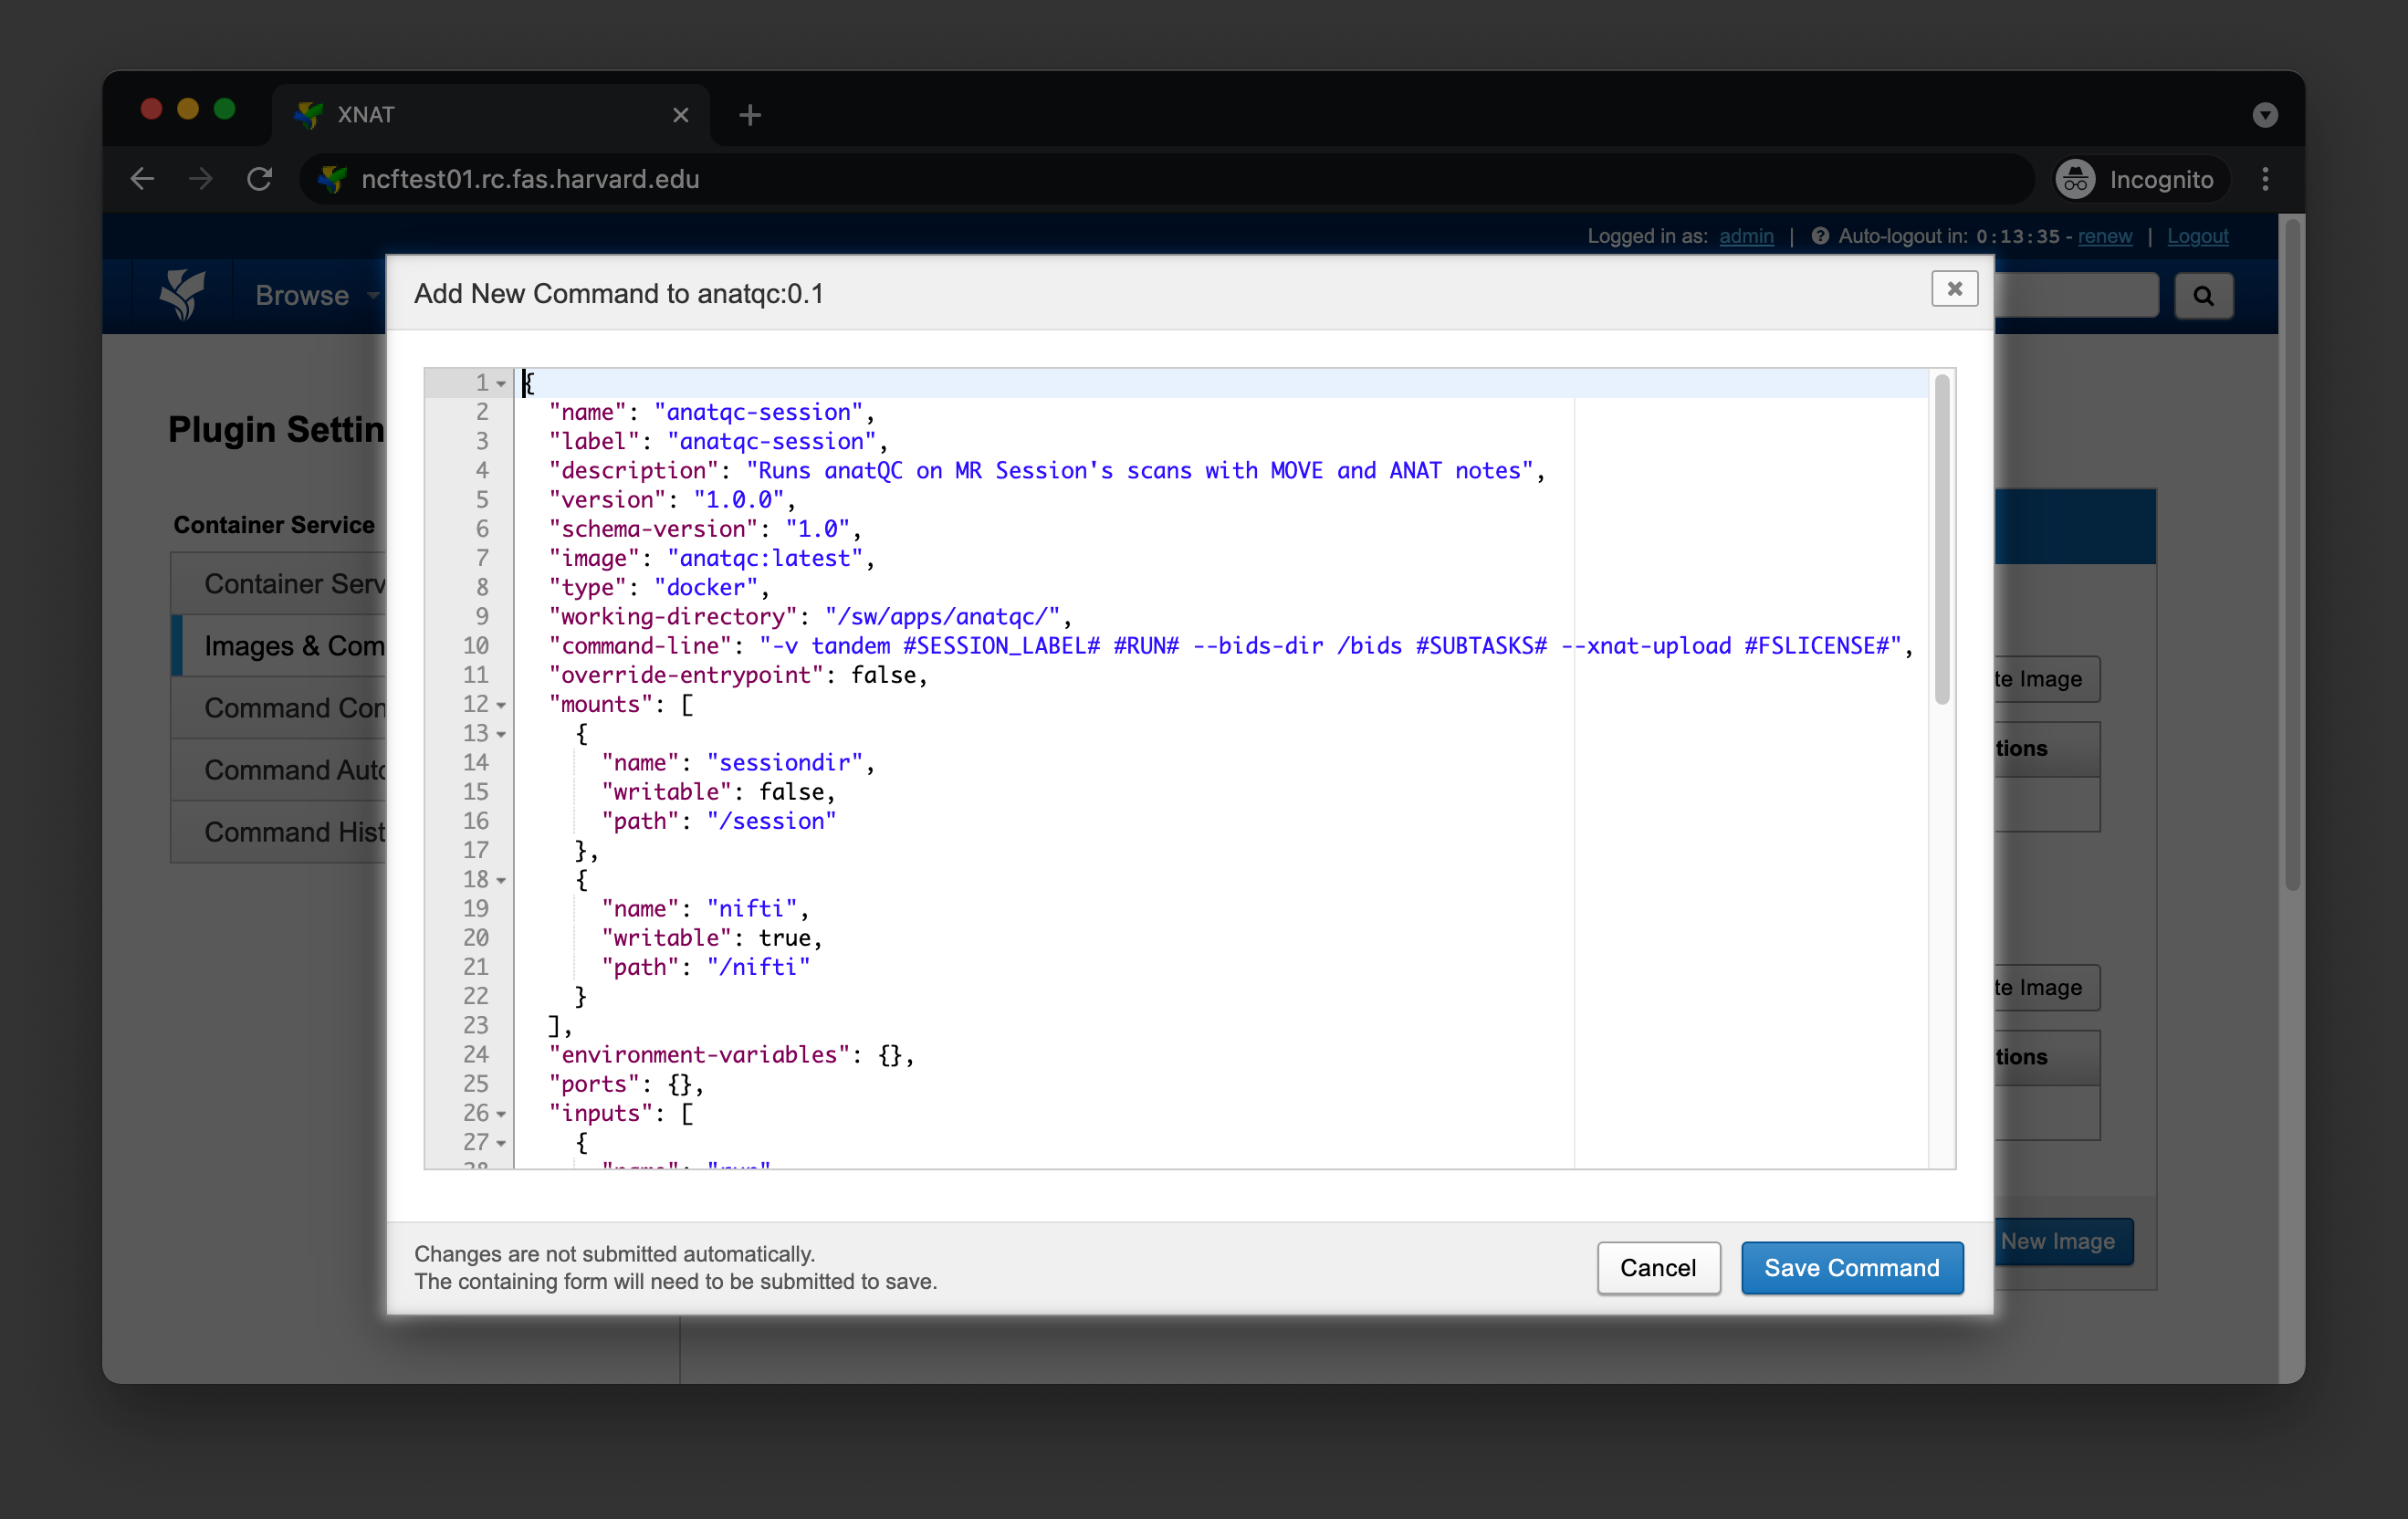 XNAT
ncftest01.rc.fas.harvard.edu
Incognito
Logged in as: admin | Auto-logout in: 0:13:35 - renew | Logout
Browse
Add New Command to anatqc:0.1
Plugin Settin
Container Service
Container Serv
Images & Com
Command Con
Command Auto
Command Hist
1 {
2 "name": "anatqc-session",
3 "label": "anatqc-session",
4 "description": "Runs anatQC on MR Session's scans with MOVE and ANAT notes",
5 "version": "1.0.0",
6 "schema-version": "1.0",
7 "image": "anatqc:latest",
8 "type": "docker",
9 "working-directory": "/sw/apps/anatqc/",
10 "command-line": "-v tandem #SESSION_LABEL# #RUN# --bids-dir /bids #SUBTASKS# --xnat-upload #FSLICENSE#",
11 "override-entrypoint": false,
12 "mounts": [
13 {
14 "name": "sessiondir",
15 "writable": false,
16 "path": "/session"
17 },
18 {
19 "name": "nifti",
20 "writable": true,
21 "path": "/nifti"
22 }
23 ],
24 "environment-variables": {},
25 "ports": {},
26 "inputs": [
27 {
28 "name": "run"
te Image
tions
te Image
tions
New Image
Changes are not submitted automatically.
The containing form will need to be submitted to save.
Cancel
Save Command